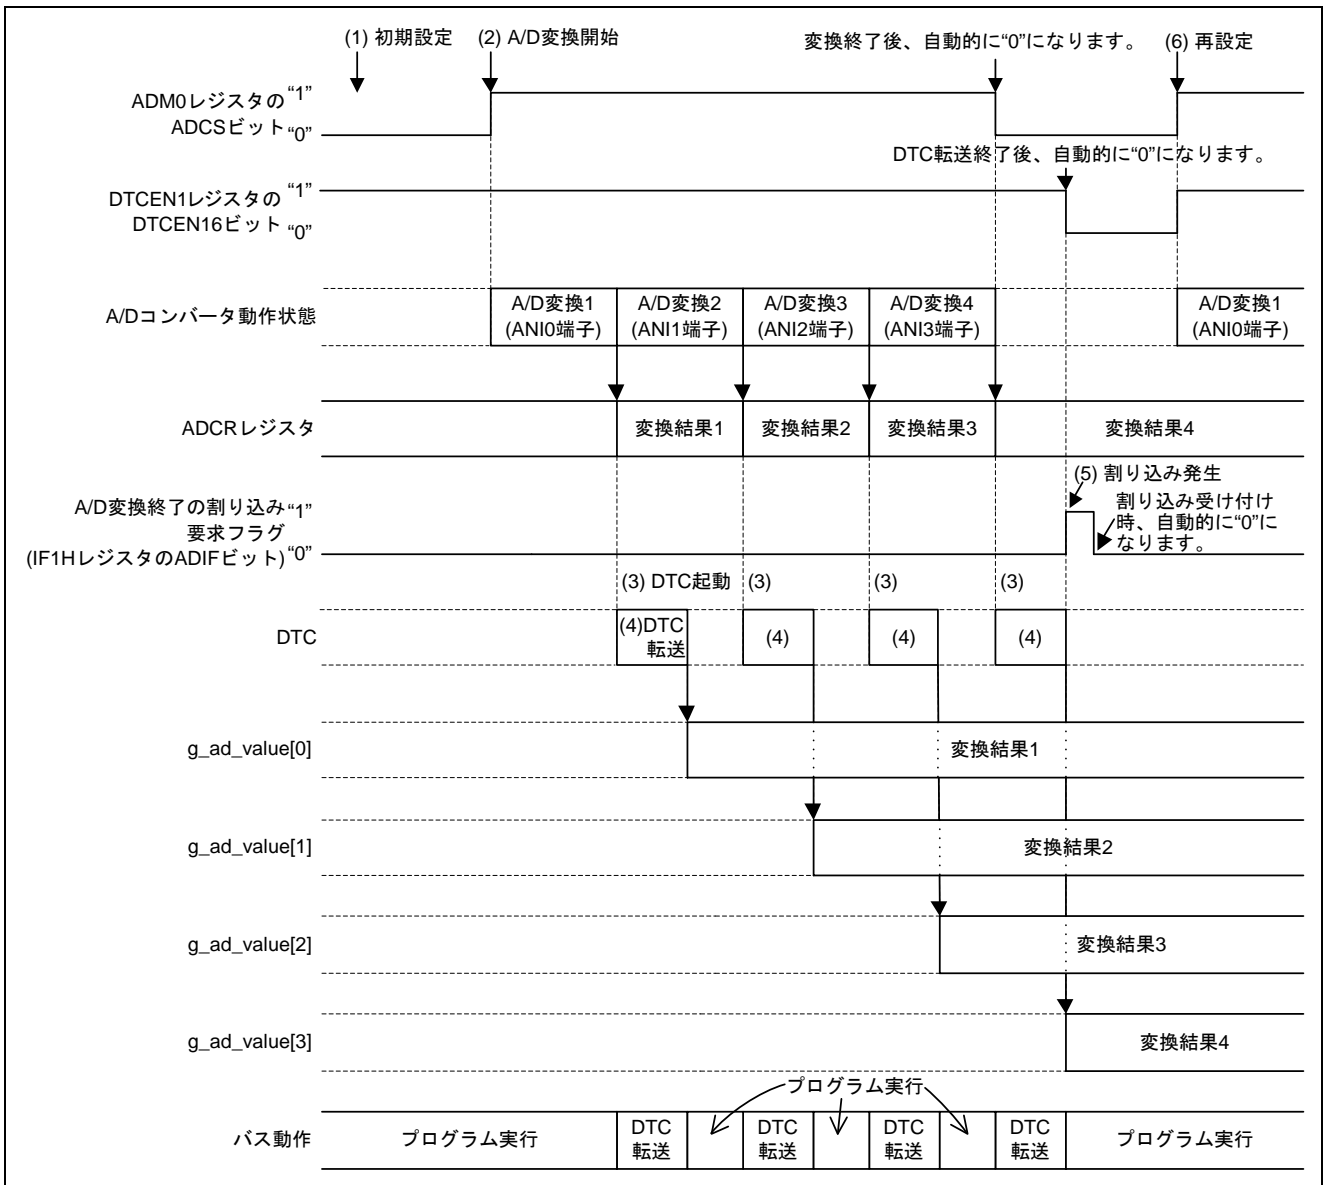 (1) 初期設定
(2) A/D変換開始
変換終了後、自動的に“0”になります。
(6) 再設定
ADM0レジスタの
ADCSビット
“1”
“0”
DTC転送終了後、自動的に“0”になります。
DTCEN1レジスタの
DTCEN16ビット
“1”
“0”
A/Dコンバータ動作状態
A/D変換1
(ANI0端子)
A/D変換2
(ANI1端子)
A/D変換3
(ANI2端子)
A/D変換4
(ANI3端子)
A/D変換1
(ANI0端子)
ADCRレジスタ
変換結果1
変換結果2
変換結果3
変換結果4
(5) 割り込み発生
A/D変換終了の割り込み
要求フラグ
(IF1HレジスタのADIFビット)
“1”
“0”
割り込み受け付け
時、自動的に“0”に
なります。
(3) DTC起動
(3)
(3)
(3)
DTC
(4)DTC
転送
(4)
(4)
(4)
g_ad_value[0]
変換結果1
g_ad_value[1]
変換結果2
g_ad_value[2]
変換結果3
g_ad_value[3]
変換結果4
プログラム実行
バス動作
プログラム実行
DTC
転送
DTC
転送
DTC
転送
DTC
転送
プログラム実行